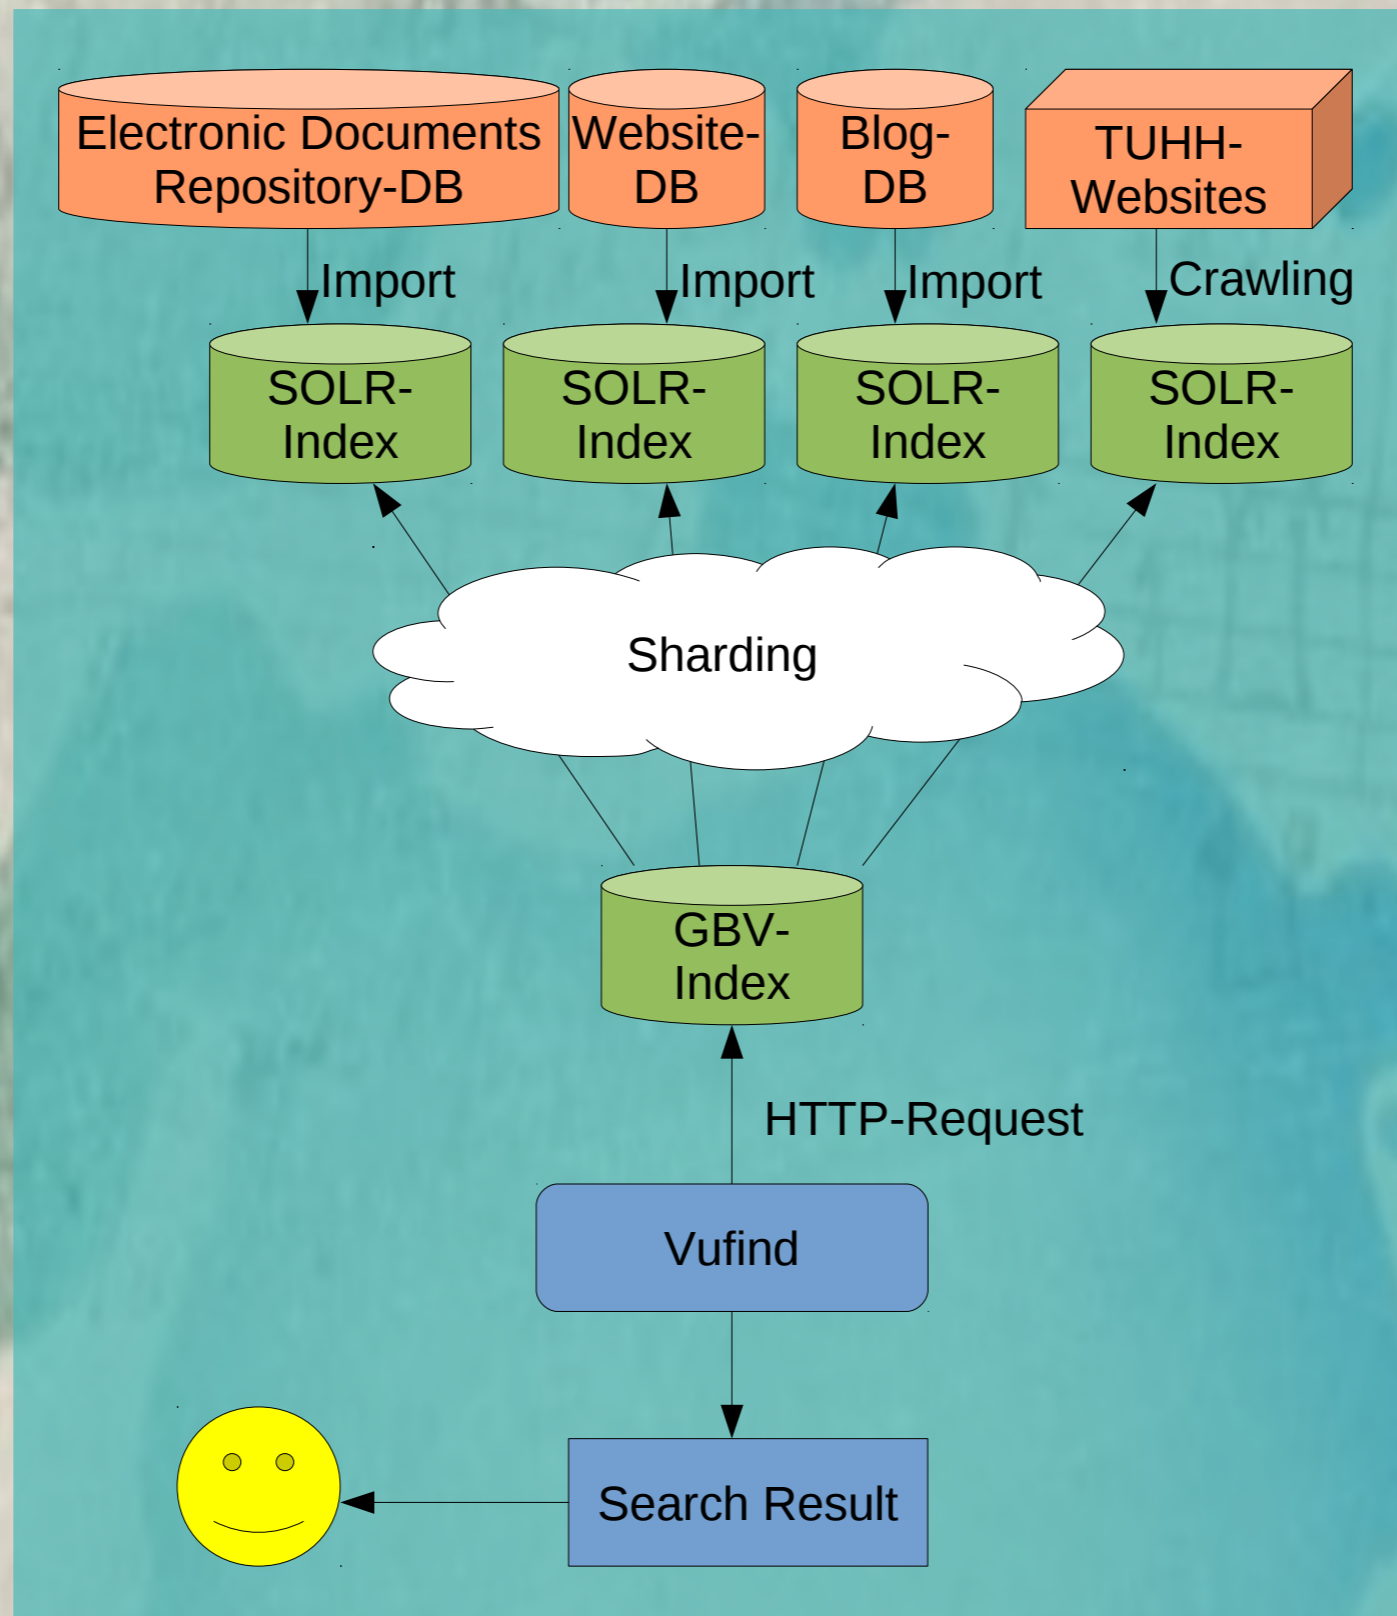 Electronic Documents
Repository-DB
Website-
DB
Blog-
DB
TUHH-
Websites
Import
Import
Import
Crawling
SOLR-
Index
SOLR-
Index
SOLR-
Index
SOLR-
Index
Sharding
GBV-
Index
HTTP-Request
Vufind
Search Result